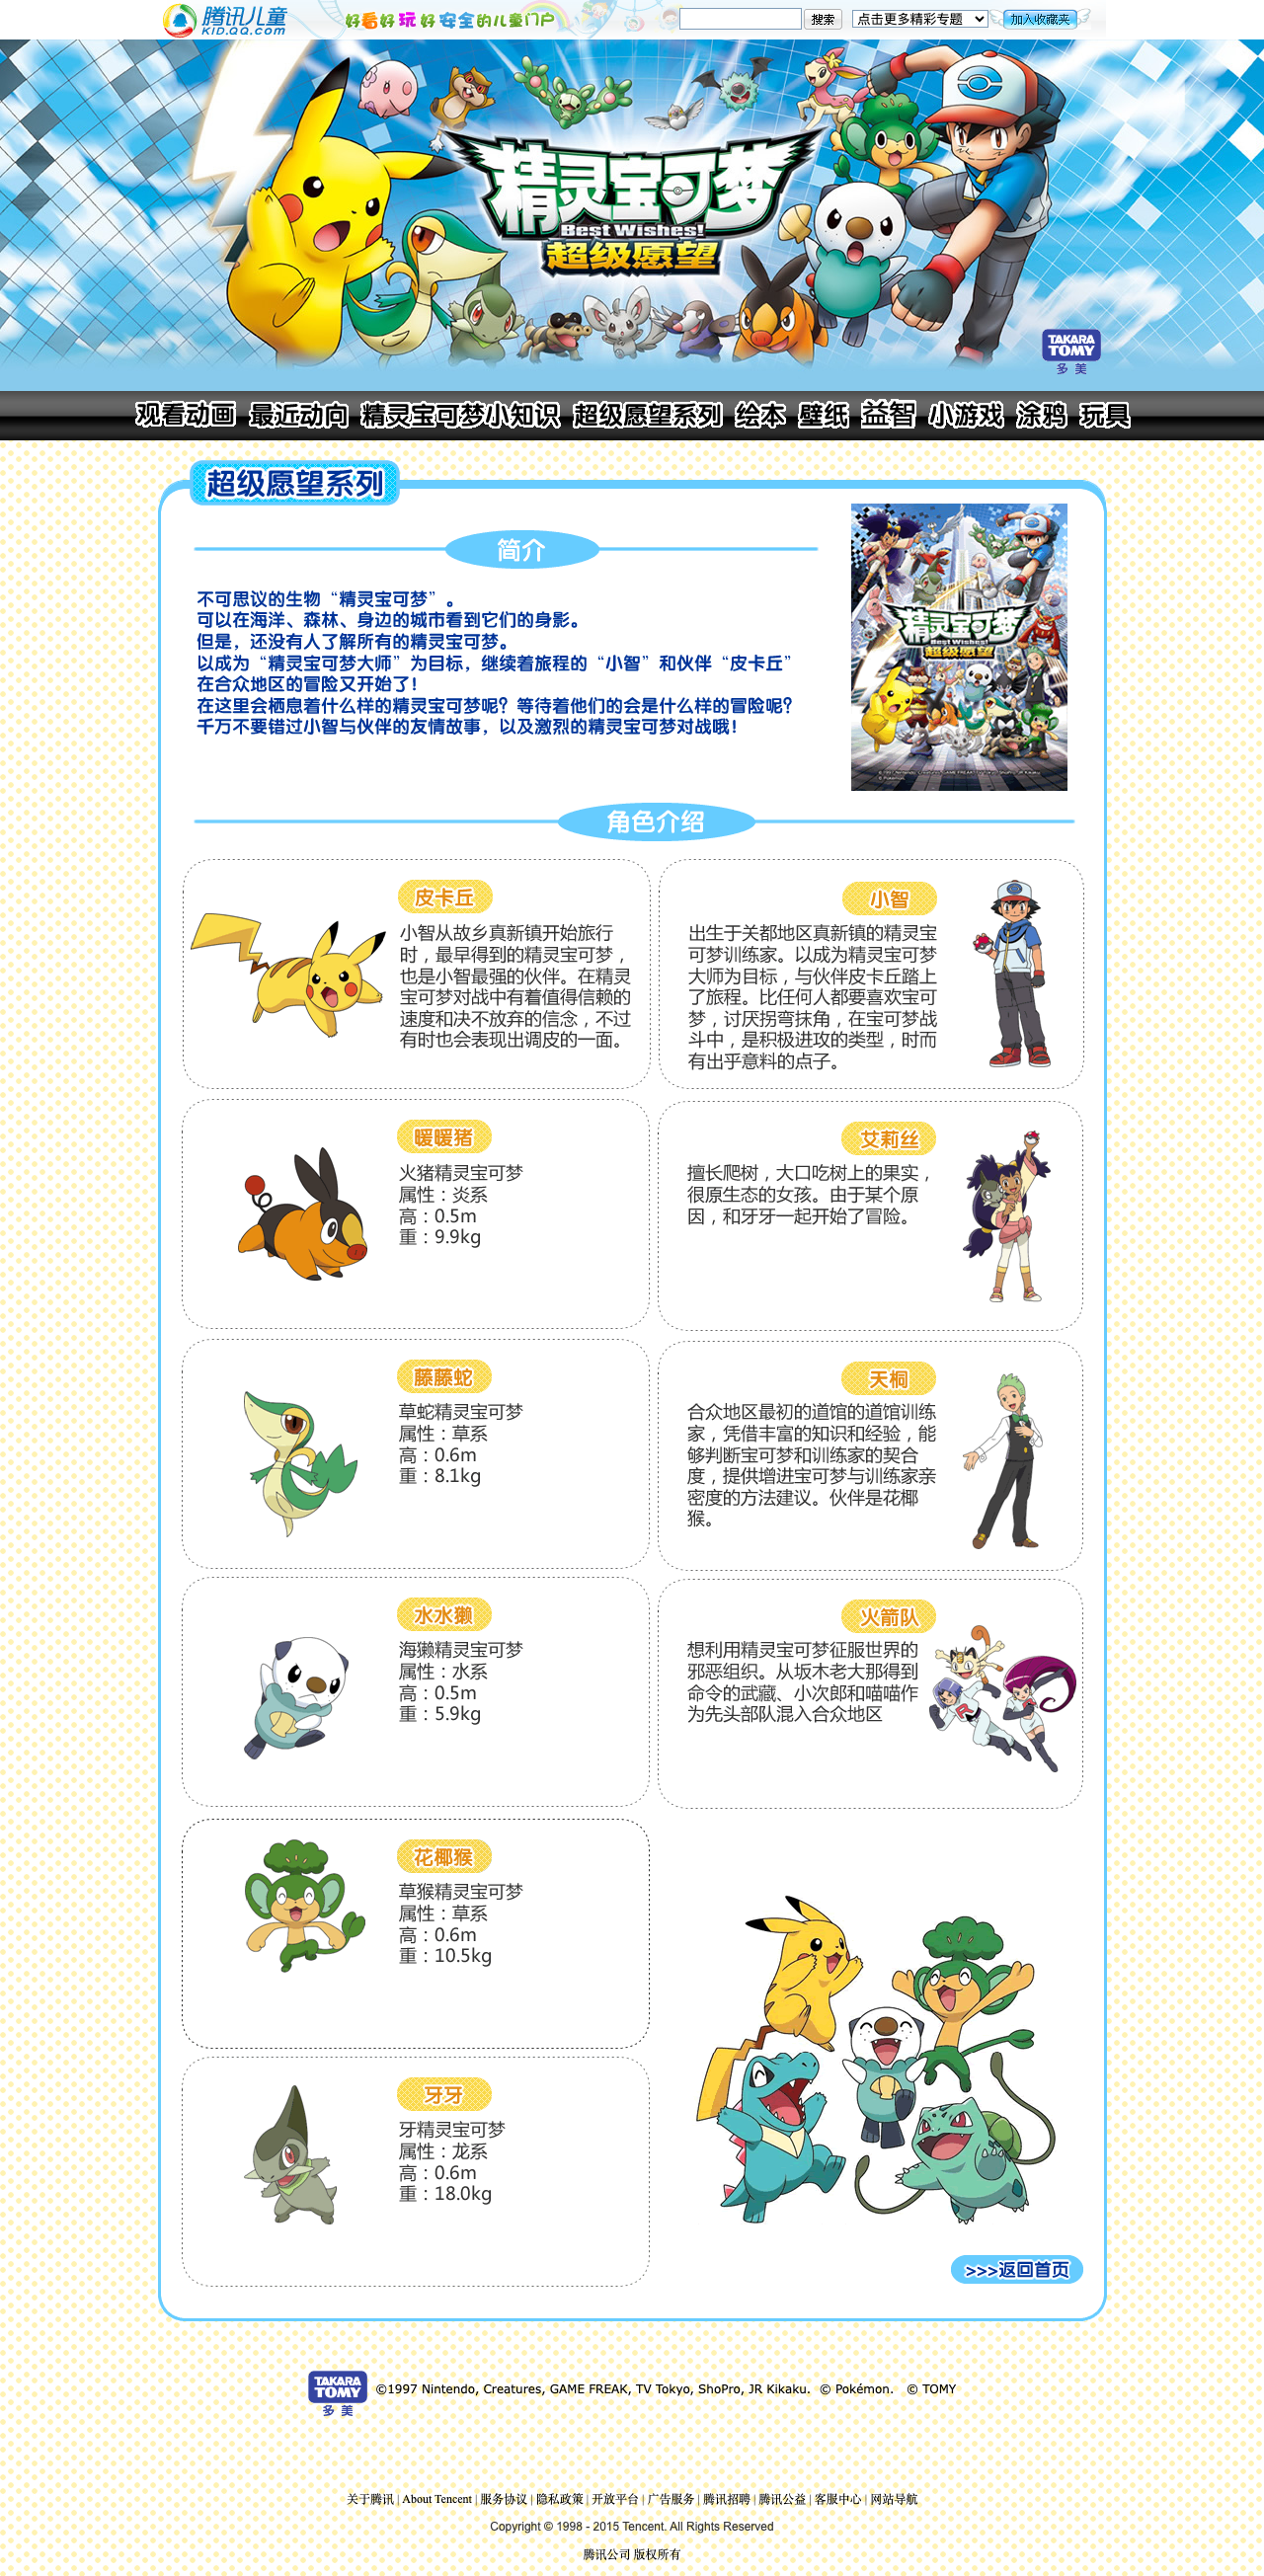 腾讯儿童
KID.QQ.COM
好看好玩好安全的儿童门户
搜索
点击更多精彩专题
加入收藏夹
精灵宝可梦
Best Wishes!
超级愿望
TAKARA
TOMY
多美
观看动画 最近动向 精灵宝可梦小知识 超级愿望系列 绘本 壁纸 益智 小游戏 涂鸦 玩具
超级愿望系列
简介
不可思议的生物“精灵宝可梦”。
可以在海洋、森林、身边的城市看到它们的身影。
但是，还没有人了解所有的精灵宝可梦。
以成为“精灵宝可梦大师”为目标，继续着旅程的“小智”和伙伴“皮卡丘”
在合众地区的冒险又开始了！
在这里会栖息着什么样的精灵宝可梦呢？等待着他们的会是什么样的冒险呢？
千万不要错过小智与伙伴的友情故事，以及激烈的精灵宝可梦对战哦！
精灵宝可梦
Best Wishes!
超级愿望
角色介绍
皮卡丘
小智从故乡真新镇开始旅行
时，最早得到的精灵宝可梦，
也是小智最强的伙伴。在精灵
宝可梦对战中有着值得信赖的
速度和决不放弃的信念，不过
有时也会表现出调皮的一面。
小智
出生于关都地区真新镇的精灵宝
可梦训练家。以成为精灵宝可梦
大师为目标，与伙伴皮卡丘踏上
了旅程。比任何人都要喜欢宝可
梦，讨厌拐弯抹角，在宝可梦战
斗中，是积极进攻的类型，时而
有出乎意料的点子。
暖暖猪
火猪精灵宝可梦
属性：炎系
高：0.5m
重：9.9kg
艾莉丝
擅长爬树，大口吃树上的果实，
很原生态的女孩。由于某个原
因，和牙牙一起开始了冒险。
藤藤蛇
草蛇精灵宝可梦
属性：草系
高：0.6m
重：8.1kg
天桐
合众地区最初的道馆的道馆训练
家，凭借丰富的知识和经验，能
够判断宝可梦和训练家的契合
度，提供增进宝可梦与训练家亲
密度的方法建议。伙伴是花椰
猴。
水水獭
海獭精灵宝可梦
属性：水系
高：0.5m
重：5.9kg
火箭队
想利用精灵宝可梦征服世界的
邪恶组织。从坂木老大那得到
命令的武藏、小次郎和喵喵作
为先头部队混入合众地区
R
花椰猴
草猴精灵宝可梦
属性：草系
高：0.6m
重：10.5kg
牙牙
牙精灵宝可梦
属性：龙系
高：0.6m
重：18.0kg
>>>返回首页
TAKARA
TOMY
多美
©1997 Nintendo, Creatures, GAME FREAK, TV Tokyo, ShoPro, JR Kikaku. © Pokémon. © TOMY
关于腾讯 | About Tencent | 服务协议 | 隐私政策 | 开放平台 | 广告服务 | 腾讯招聘 | 腾讯公益 | 客服中心 | 网站导航
Copyright © 1998 - 2015 Tencent. All Rights Reserved
腾讯公司 版权所有